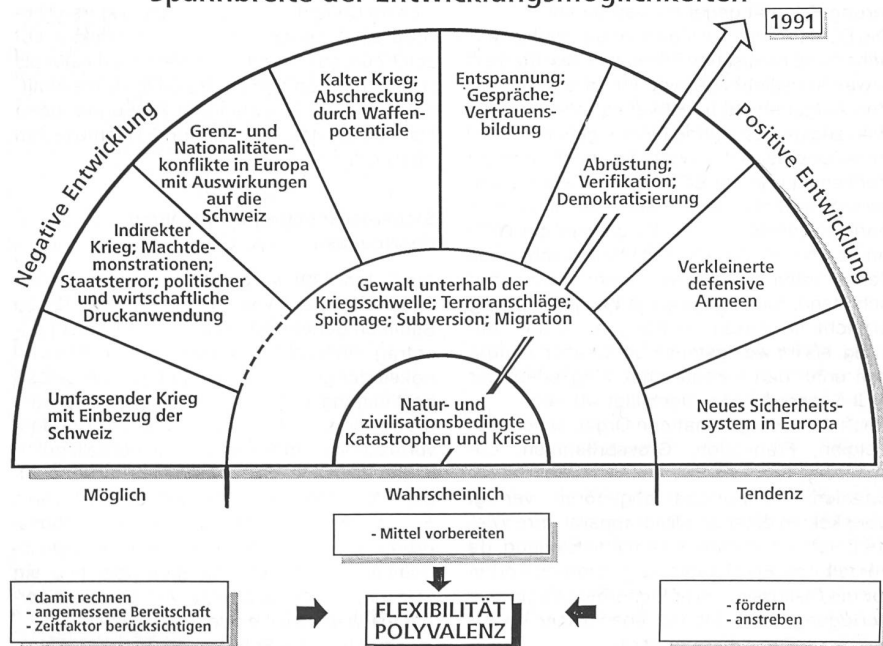 Spannbreite der Entwicklungsmöglichkeiten
1991
Negative Entwicklung
Positive Entwicklung
Umfassender Krieg
mit Einbezug der
Schweiz
Indirekter
Krieg; Machtde-
monstrationen;
Staatsterror; politischer
und wirtschaftliche
Druckanwendung
Grenz- und
Nationalitäten-
konflikte in Europa
mit Auswirkungen
auf die
Schweiz
Kalter Krieg;
Abschreckung
durch Waffen-
potentiale
Entspannung;
Gespräche;
Vertrauens-
bildung
Abrüstung;
Verifikation;
Demokratisierung
Verkleinerte
defensive
Armeen
Neues Sicherheits-
system in Europa
Gewalt unterhalb der
Kriegsschwelle; Terroranschläge;
Spionage; Subversion; Migration
Natur- und
zivilisationsbedingte
Katastrophen und Krisen
Möglich
Wahrscheinlich
Tendenz
- Mittel vorbereiten
- damit rechnen
- angemessene Bereitschaft
- Zeitfaktor berücksichtigen
FLEXIBILITÄT
POLYVALENZ
- fördern
- anstreben